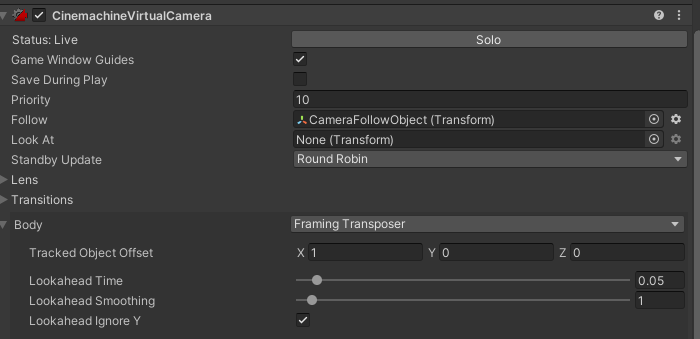 CinemachineVirtualCamera
Status: Live Solo
Game Window Guides
Save During Play
Priority 10
Follow CameraFollowObject (Transform)
Look At None (Transform)
Standby Update Round Robin
Lens
Transitions
Body Framing Transposer
Tracked Object Offset X 1 Y 0 Z 0
Lookahead Time 0.05
Lookahead Smoothing 1
Lookahead Ignore Y